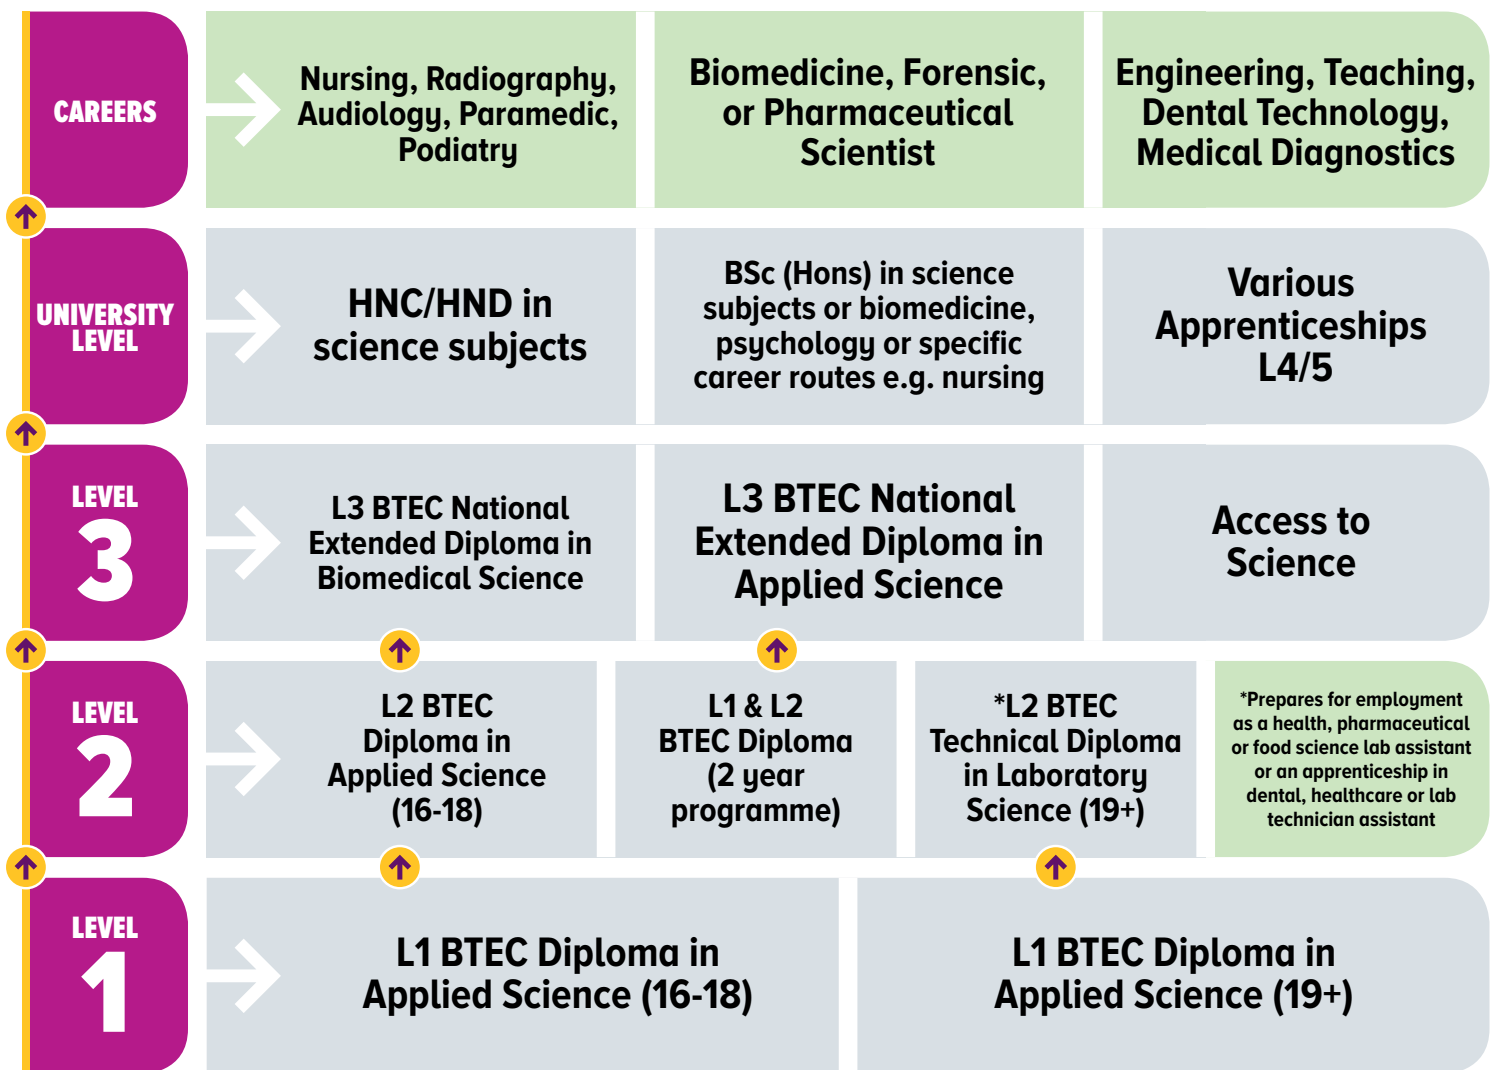 CAREERS
Nursing, Radiography,
Audiology, Paramedic,
Podiatry
Biomedicine, Forensic,
or Pharmaceutical
Scientist
Engineering, Teaching,
Dental Technology,
Medical Diagnostics
UNIVERSITY
LEVEL
HNC/HND in
science subjects
BSc (Hons) in science
subjects or biomedicine,
psychology or specific
career routes e.g. nursing
Various
Apprenticeships
L4/5
LEVEL
3
L3 BTEC National
Extended Diploma in
Biomedical Science
L3 BTEC National
Extended Diploma in
Applied Science
Access to
Science
LEVEL
2
L2 BTEC
Diploma in
Applied Science
(16-18)
L1 & L2
BTEC Diploma
(2 year
programme)
*L2 BTEC
Technical Diploma
in Laboratory
Science (19+)
*Prepares for employment
as a health, pharmaceutical
or food science lab assistant
or an apprenticeship in
dental, healthcare or lab
technician assistant
LEVEL
1
L1 BTEC Diploma in
Applied Science (16-18)
L1 BTEC Diploma in
Applied Science (19+)